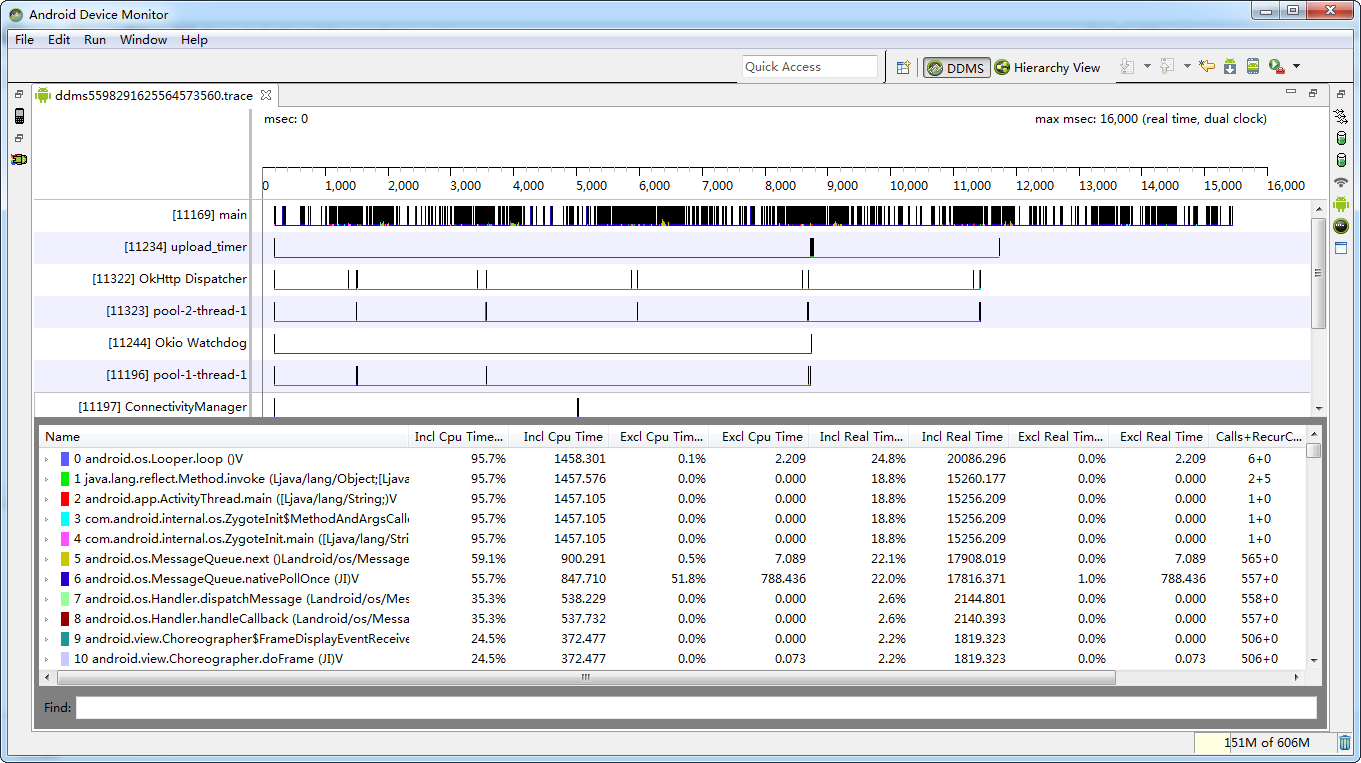 Android Device Monitor
File Edit Run Window Help
Quick Access DDMS Hierarchy View
ddms5598291625564573560.trace
msec: 0 max msec: 16,000 (real time, dual clock)
0 1,000 2,000 3,000 4,000 5,000 6,000 7,000 8,000 9,000 10,000 11,000 12,000 13,000 14,000 15,000 16,000
[11169] main
[11234] upload_timer
[11322] OkHttp Dispatcher
[11323] pool-2-thread-1
[11244] Okio Watchdog
[11196] pool-1-thread-1
[11197] ConnectivityManager
Name Incl Cpu Time... Incl Cpu Time Excl Cpu Tim... Excl Cpu Time Incl Real Tim... Incl Real Time Excl Real Tim... Excl Real Time Calls+RecurC...
0 android.os.Looper.loop ()V 95.7% 1458.301 0.1% 2.209 24.8% 20086.296 0.0% 2.209 6+0
1 java.lang.reflect.Method.invoke (Ljava/lang/Object;[Ljava 95.7% 1457.576 0.0% 0.000 18.8% 15260.177 0.0% 0.000 2+5
2 android.app.ActivityThread.main ([Ljava/lang/String;)V 95.7% 1457.105 0.0% 0.000 18.8% 15256.209 0.0% 0.000 1+0
3 com.android.internal.os.ZygoteInit$MethodAndArgsCalle 95.7% 1457.105 0.0% 0.000 18.8% 15256.209 0.0% 0.000 1+0
4 com.android.internal.os.ZygoteInit.main ([Ljava/lang/Stri 95.7% 1457.105 0.0% 0.000 18.8% 15256.209 0.0% 0.000 1+0
5 android.os.MessageQueue.next ()Landroid/os/Message 59.1% 900.291 0.5% 7.089 22.1% 17908.019 0.0% 7.089 565+0
6 android.os.MessageQueue.nativePollOnce (JI)V 55.7% 847.710 51.8% 788.436 22.0% 17816.371 1.0% 788.436 557+0
7 android.os.Handler.dispatchMessage (Landroid/os/Mes 35.3% 538.229 0.0% 0.000 2.6% 2144.801 0.0% 0.000 558+0
8 android.os.Handler.handleCallback (Landroid/os/Messa 35.3% 537.732 0.0% 0.000 2.6% 2140.393 0.0% 0.000 557+0
9 android.view.Choreographer$FrameDisplayEventReceive 24.5% 372.477 0.0% 0.000 2.2% 1819.323 0.0% 0.000 506+0
10 android.view.Choreographer.doFrame (JI)V 24.5% 372.477 0.0% 0.073 2.2% 1819.323 0.0% 0.073 506+0
Find:
151M of 606M